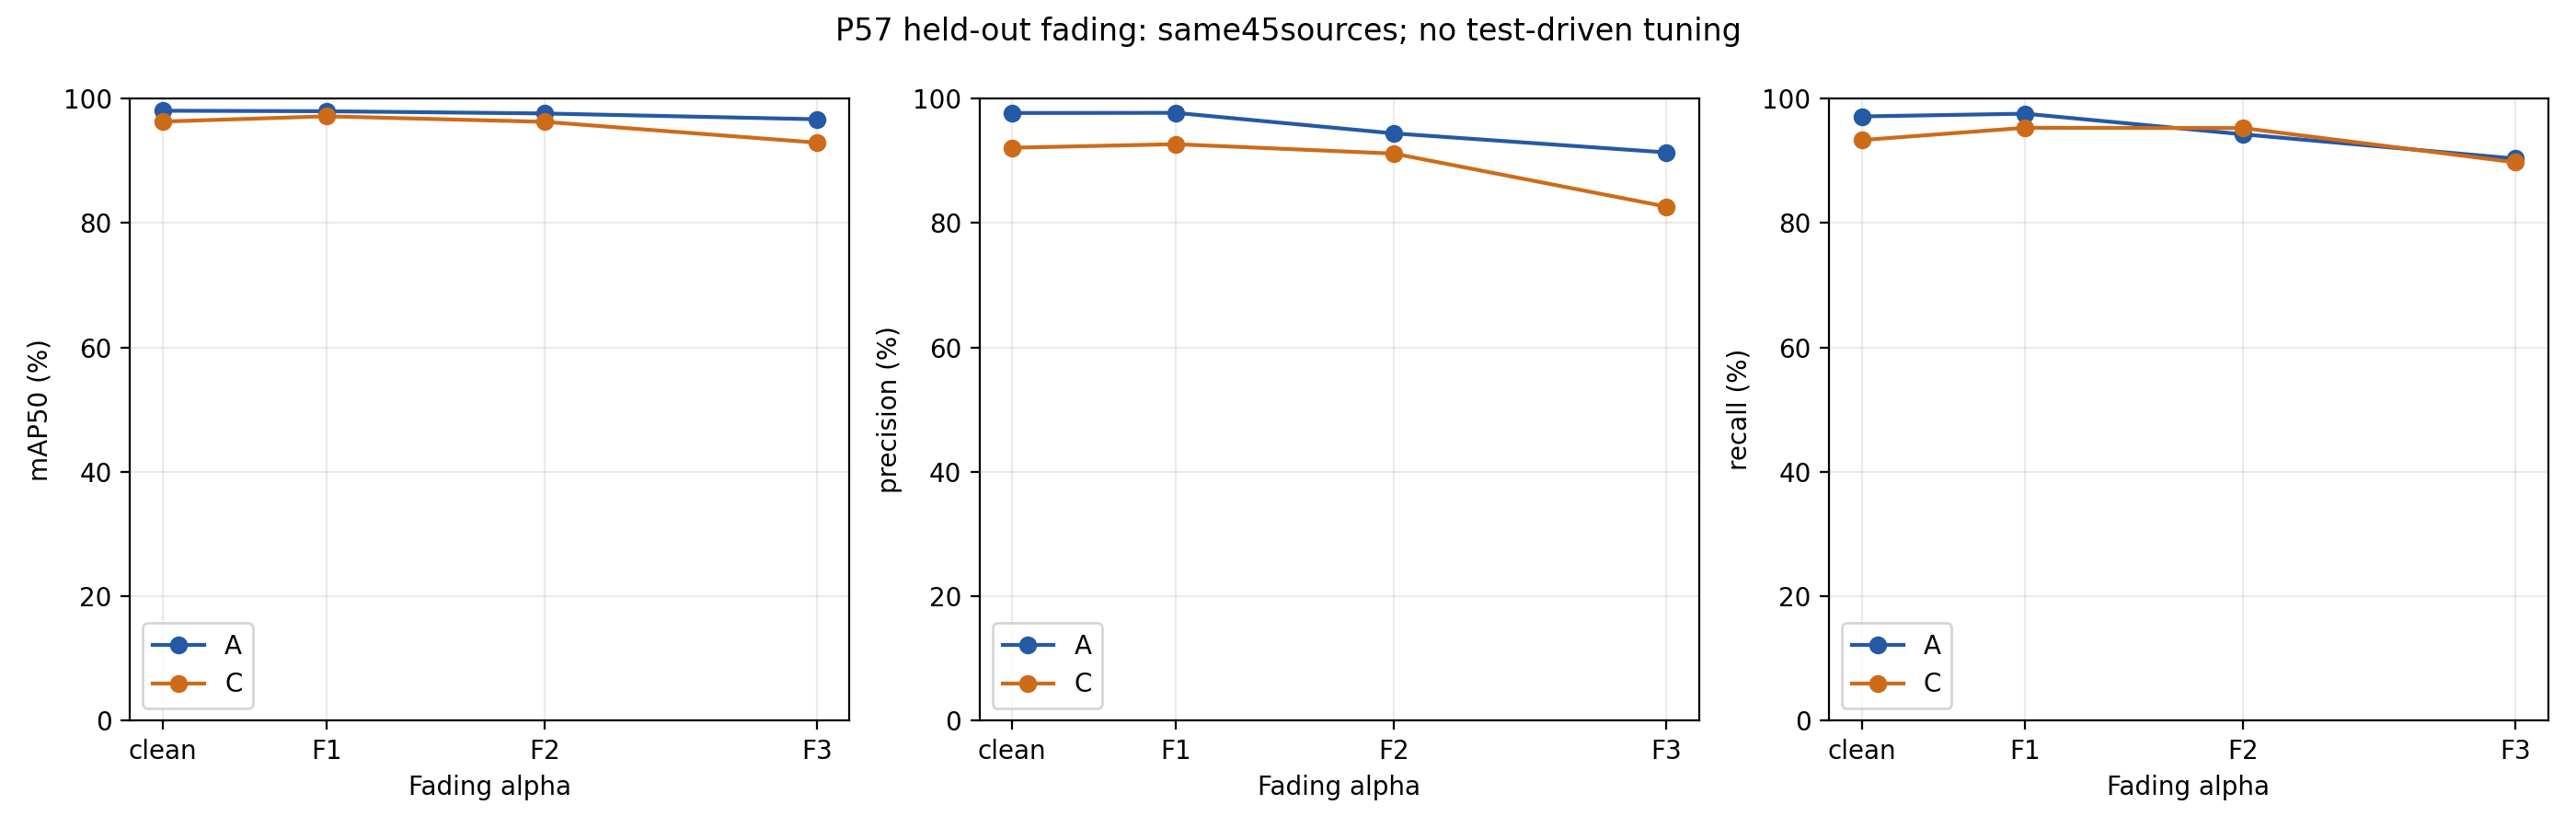 P57 held-out fading: same45sources; no test-driven tuning
mAP50 (%)
100
80
60
40
20
0
A
C
clean F1 F2 F3
Fading alpha
precision (%)
100
80
60
40
20
0
A
C
clean F1 F2 F3
Fading alpha
recall (%)
100
80
60
40
20
0
A
C
clean F1 F2 F3
Fading alpha